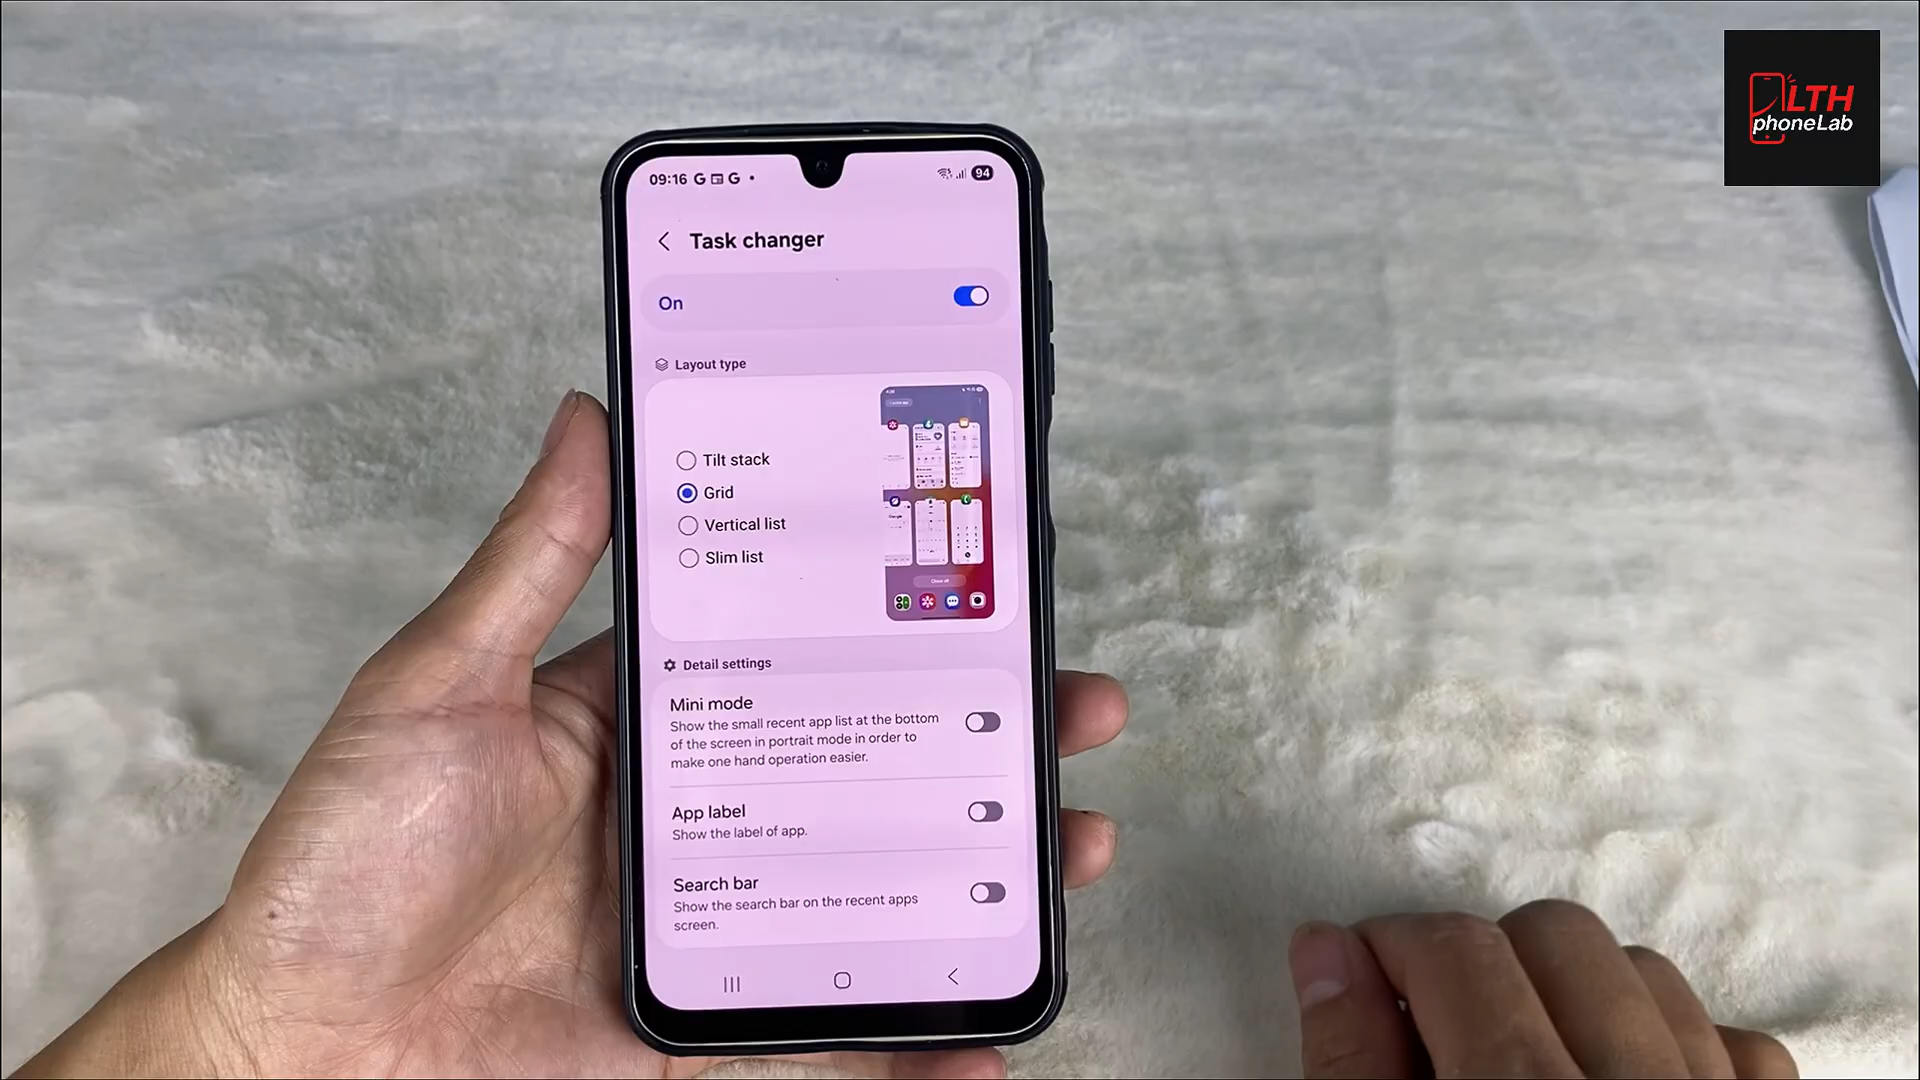 LTH
phoneLab
09:16 G G
94
Task changer
On
Layout type
Tilt stack
Grid
Vertical list
Slim list
Close all
Detail settings
Mini mode
Show the small recent app list at the bottom
of the screen in portrait mode in order to
make one hand operation easier.
App label
Show the label of app.
Search bar
Show the search bar on the recent apps
screen.